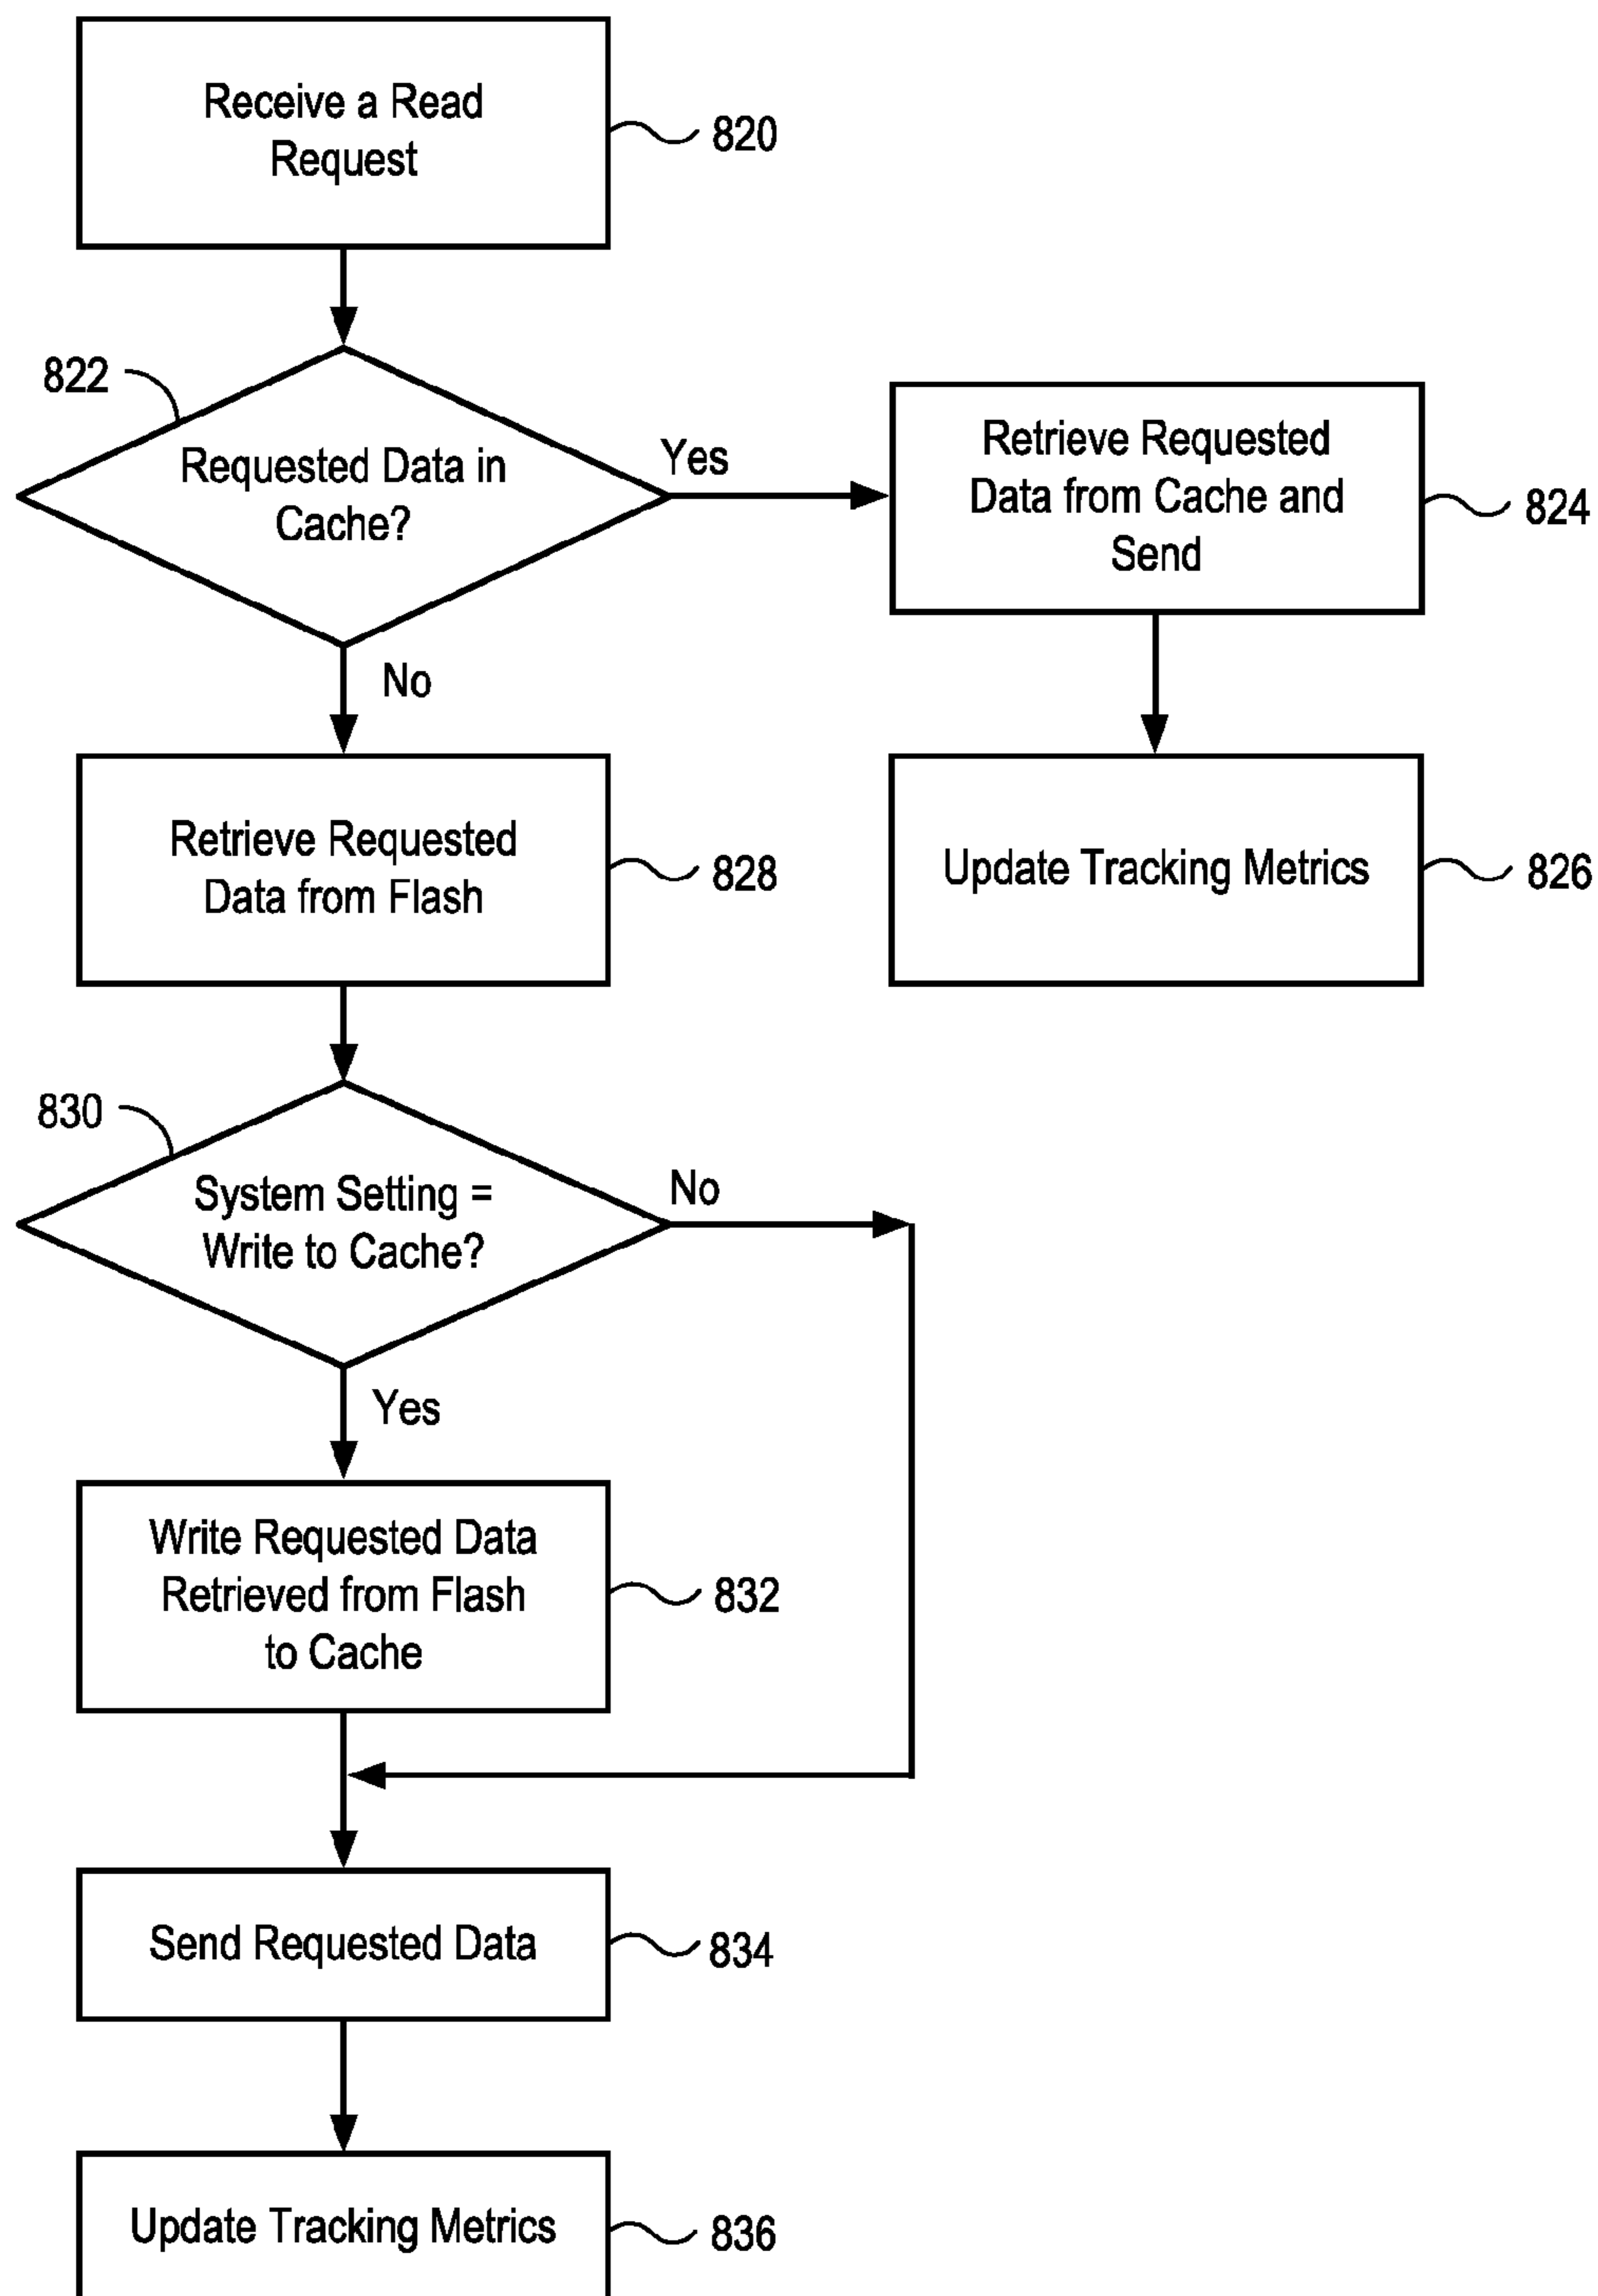 Receive a Read
Request
820
822
Requested Data in
Cache?
Yes
Retrieve Requested
Data from Cache and
Send
824
No
Retrieve Requested
Data from Flash
828
Update Tracking Metrics
826
830
System Setting =
Write to Cache?
No
Yes
Write Requested Data
Retrieved from Flash
to Cache
832
Send Requested Data
834
Update Tracking Metrics
836